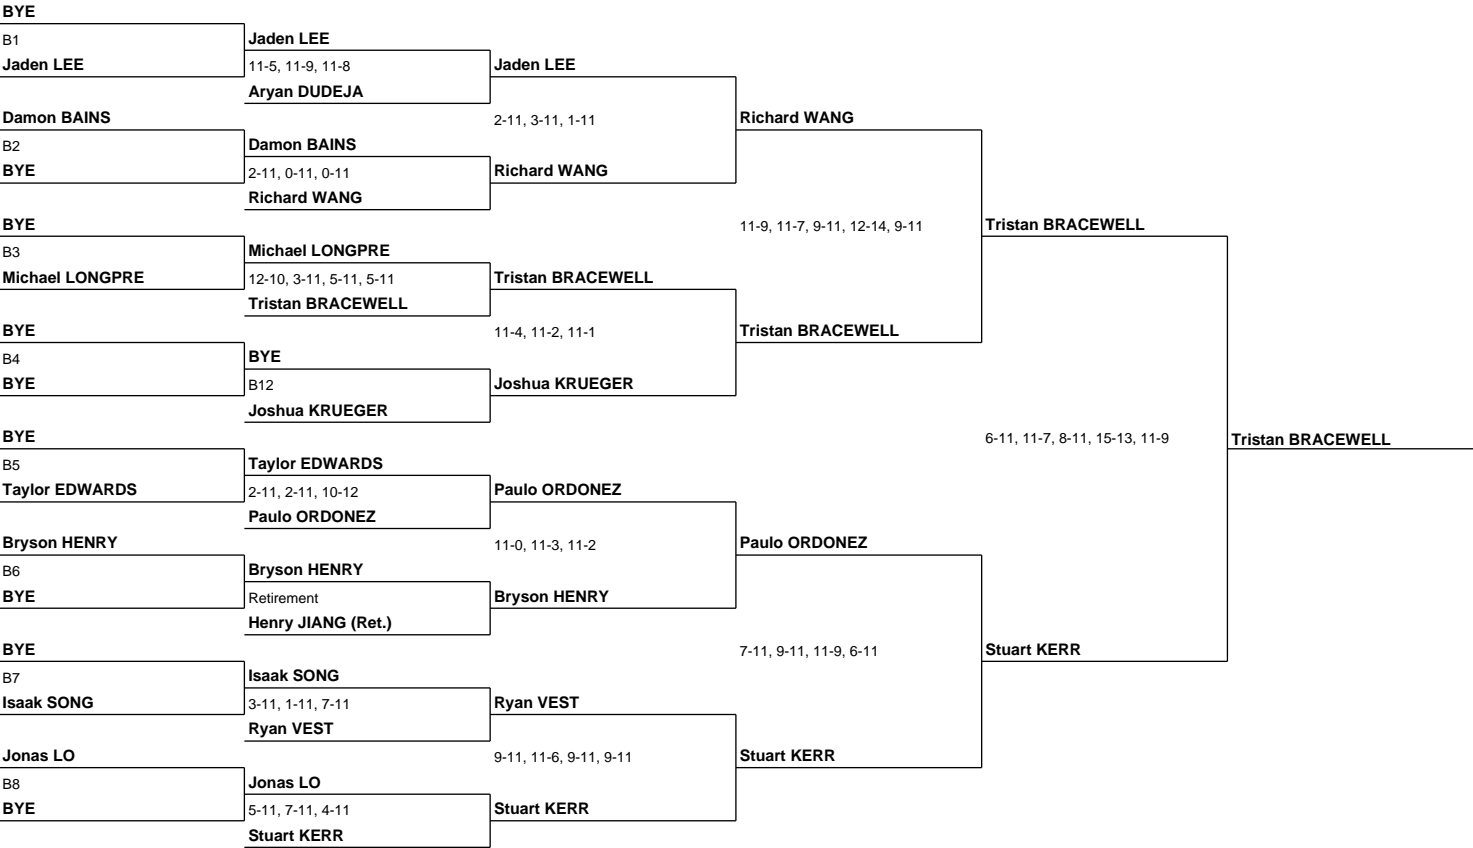 BYE
B1
Jaden LEE
Damon BAINS
B2
BYE
BYE
B3
Michael LONGPRE
BYE
B4
BYE
BYE
B5
Taylor EDWARDS
Bryson HENRY
B6
BYE
BYE
B7
Isaak SONG
Jonas LO
B8
BYE
Jaden LEE
11-5, 11-9, 11-8
Aryan DUDEJA
Damon BAINS
2-11, 0-11, 0-11
Richard WANG
Michael LONGPRE
12-10, 3-11, 5-11, 5-11
Tristan BRACEWELL
BYE
B12
Joshua KRUEGER
Taylor EDWARDS
2-11, 2-11, 10-12
Paulo ORDONEZ
Bryson HENRY
Retirement
Henry JIANG (Ret.)
Isaak SONG
3-11, 1-11, 7-11
Ryan VEST
Jonas LO
5-11, 7-11, 4-11
Stuart KERR
Jaden LEE
2-11, 3-11, 1-11
Richard WANG
Tristan BRACEWELL
11-4, 11-2, 11-1
Joshua KRUEGER
Paulo ORDONEZ
11-0, 11-3, 11-2
Bryson HENRY
Ryan VEST
9-11, 11-6, 9-11, 9-11
Stuart KERR
Richard WANG
11-9, 11-7, 9-11, 12-14, 9-11
Tristan BRACEWELL
Paulo ORDONEZ
7-11, 9-11, 11-9, 6-11
Stuart KERR
Tristan BRACEWELL
6-11, 11-7, 8-11, 15-13, 11-9
Stuart KERR
Tristan BRACEWELL